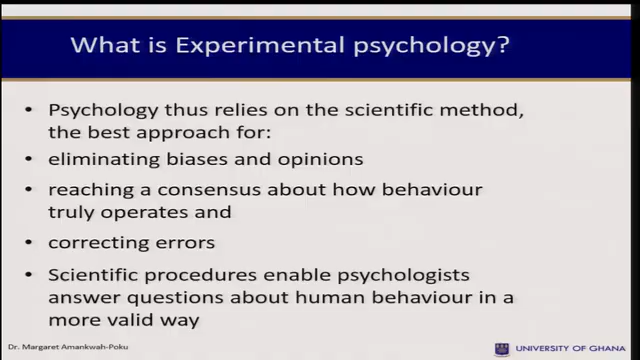 What is Experimental psychology?
• Psychology thus relies on the scientific method,
the best approach for:
• eliminating biases and opinions
• reaching a consensus about how behaviour
truly operates and
• correcting errors
• Scientific procedures enable psychologists
answer questions about human behaviour in a
more valid way
Dr. Margaret Amankwah-Poku
UNIVERSITY OF GHANA